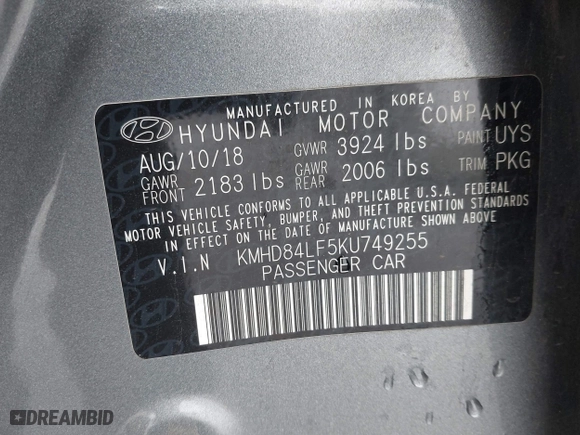 MANUFACTURED IN KOREA BY
HYUNDAI MOTOR COMPANY
AUG/10/18 GVWR 3924 lbs PAINT UYS
GAWR FRONT 2183 lbs GAWR REAR 2006 lbs TRIM PKG
THIS VEHICLE CONFORMS TO ALL APPLICABLE U.S.A. FEDERAL
MOTOR VEHICLE SAFETY, BUMPER, AND THEFT PREVENTION STANDARDS
IN EFFECT ON THE DATE OF MANUFACTURE SHOWN ABOVE
V.I.N KMHD84LF5KU749255
PASSENGER CAR
E
DREAMBID